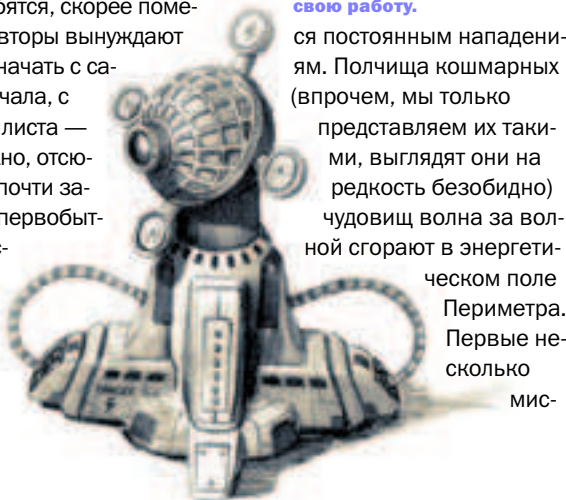 оятся, скорее поме-
вторы вынуждают
начать с са-
чала, с
листа —
но, отсю-
почти за-
первобыт-
с-
свою работу.
ся постоянным нападени-
ям. Полчища кошмарных
(впрочем, мы только
представляем их таки-
ми, выглядят они на
редкость безобидно)
чудовищ волна за вол-
ной сгорают в энергети-
ческом поле
Периметра.
Первые не-
сколько
мис-